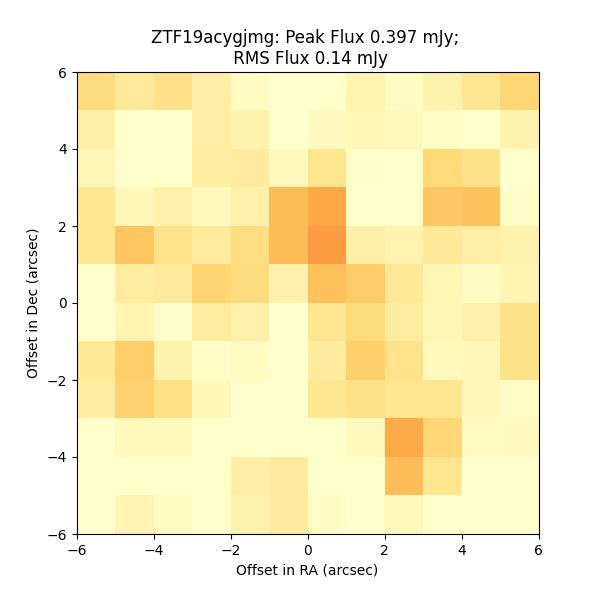 ZTF19acygjmg: Peak Flux 0.397 mJy;
RMS Flux 0.14 mJy
6
4
2
0
−2
−4
−6
Offset in Dec (arcsec)
−6 −4 −2 0 2 4 6
Offset in RA (arcsec)